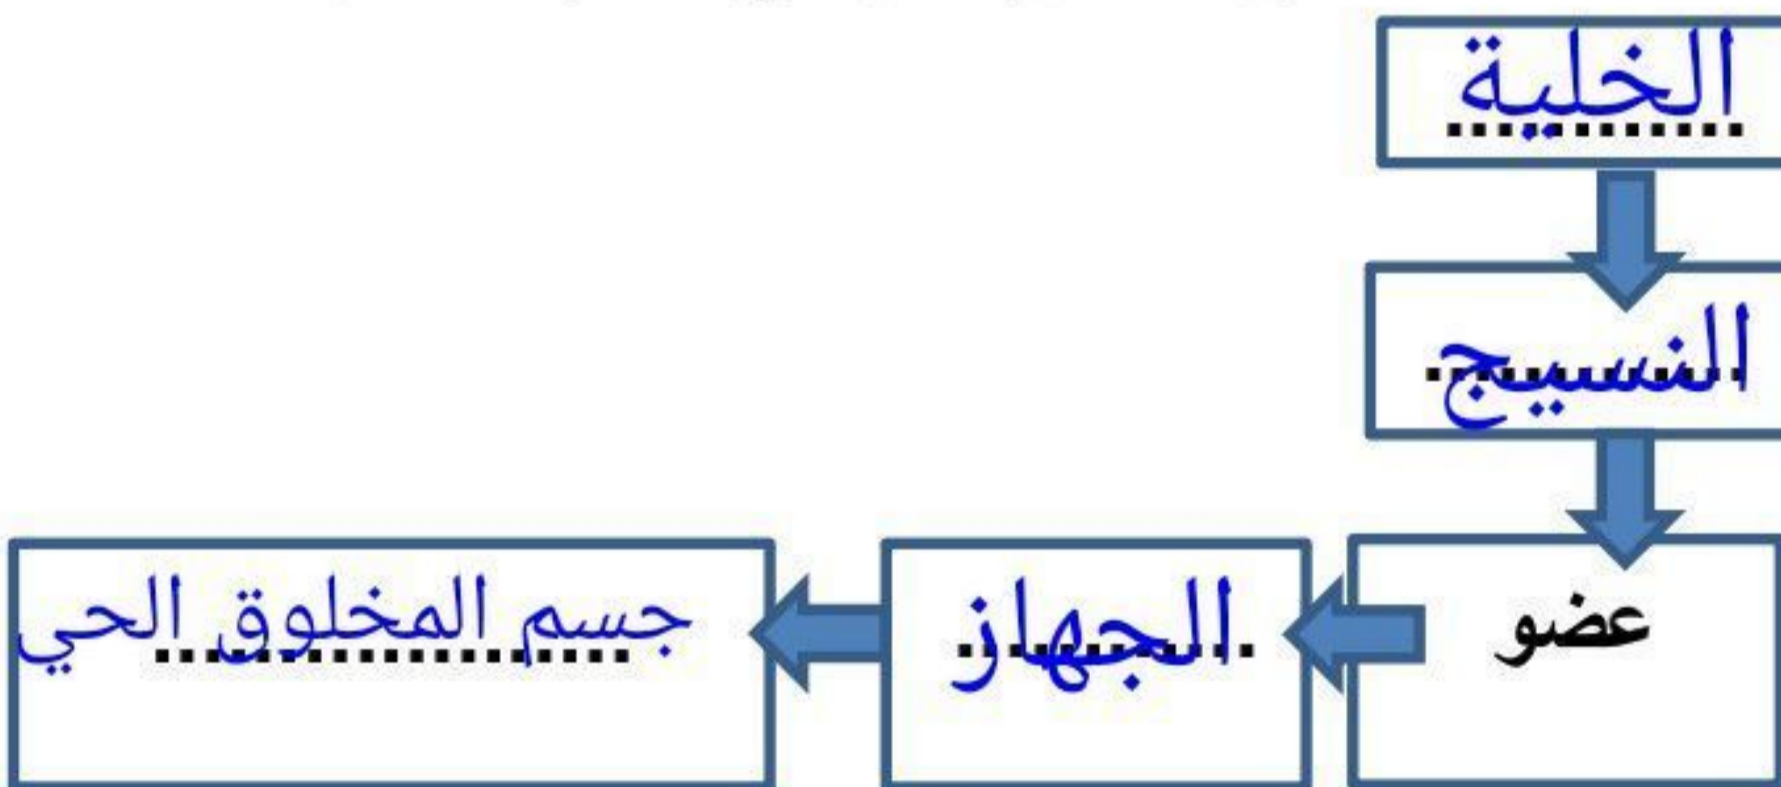 الخلية
النسيج
عضو
الجهاز
جسم المخلوق الحي